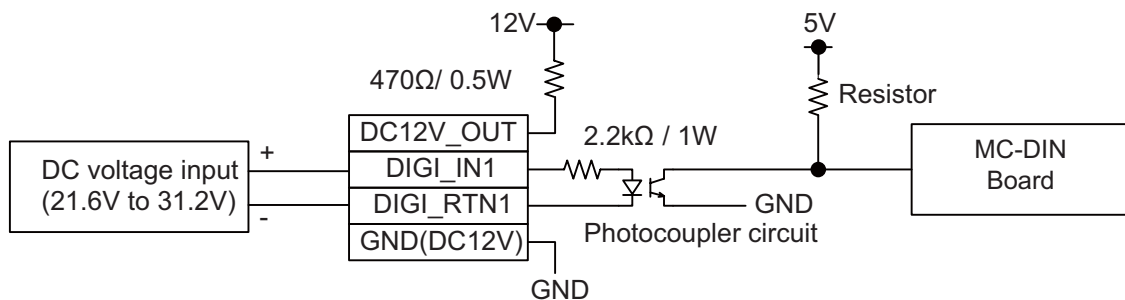 12V
5V
470Ω/ 0.5W
Resistor
DC12V_OUT
2.2kΩ / 1W
DC voltage input
(21.6V to 31.2V)
+
-
DIGI_IN1
DIGI_RTN1
GND(DC12V)
GND
Photocoupler circuit
GND
MC-DIN
Board